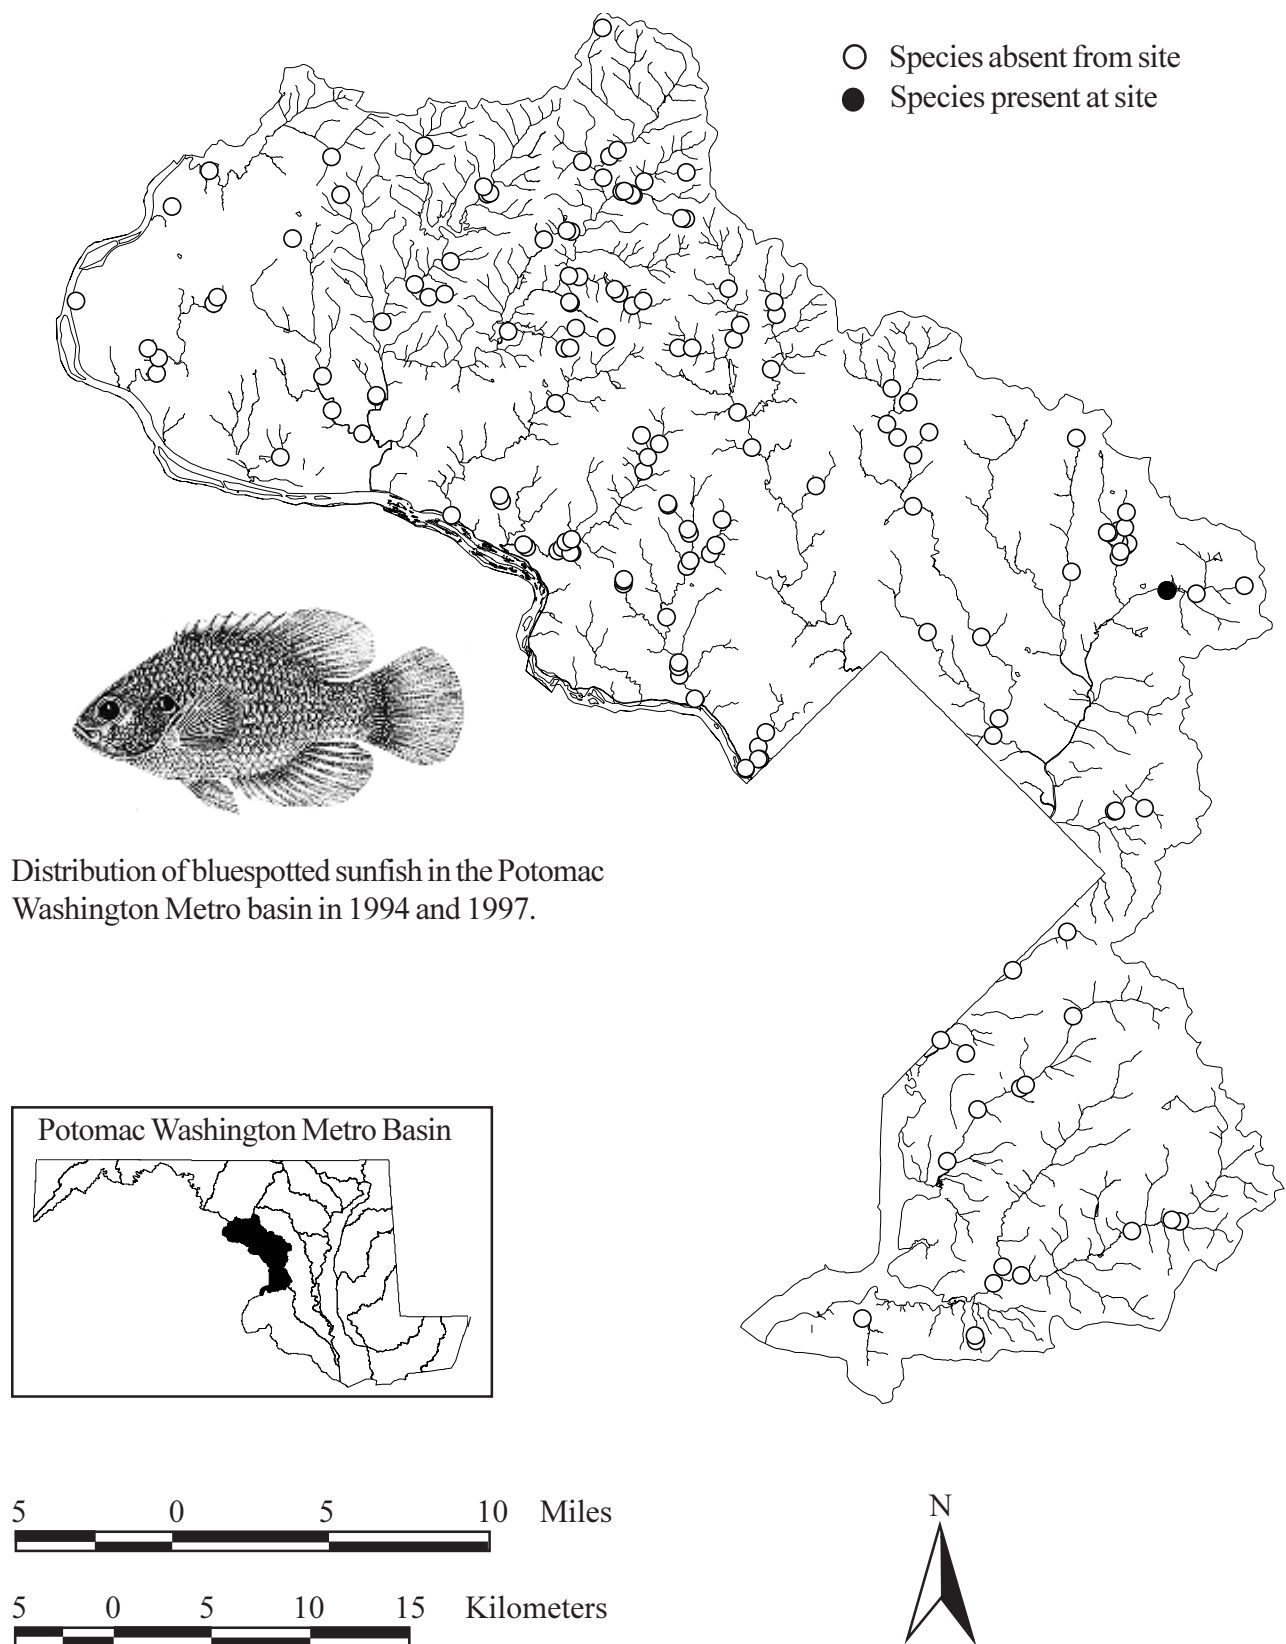 Species absent from site
Species present at site
Distribution of bluespotted sunfish in the Potomac
Washington Metro basin in 1994 and 1997.
Potomac Washington Metro Basin
5 0 5 10 Miles
N
5 0 5 10 15 Kilometers